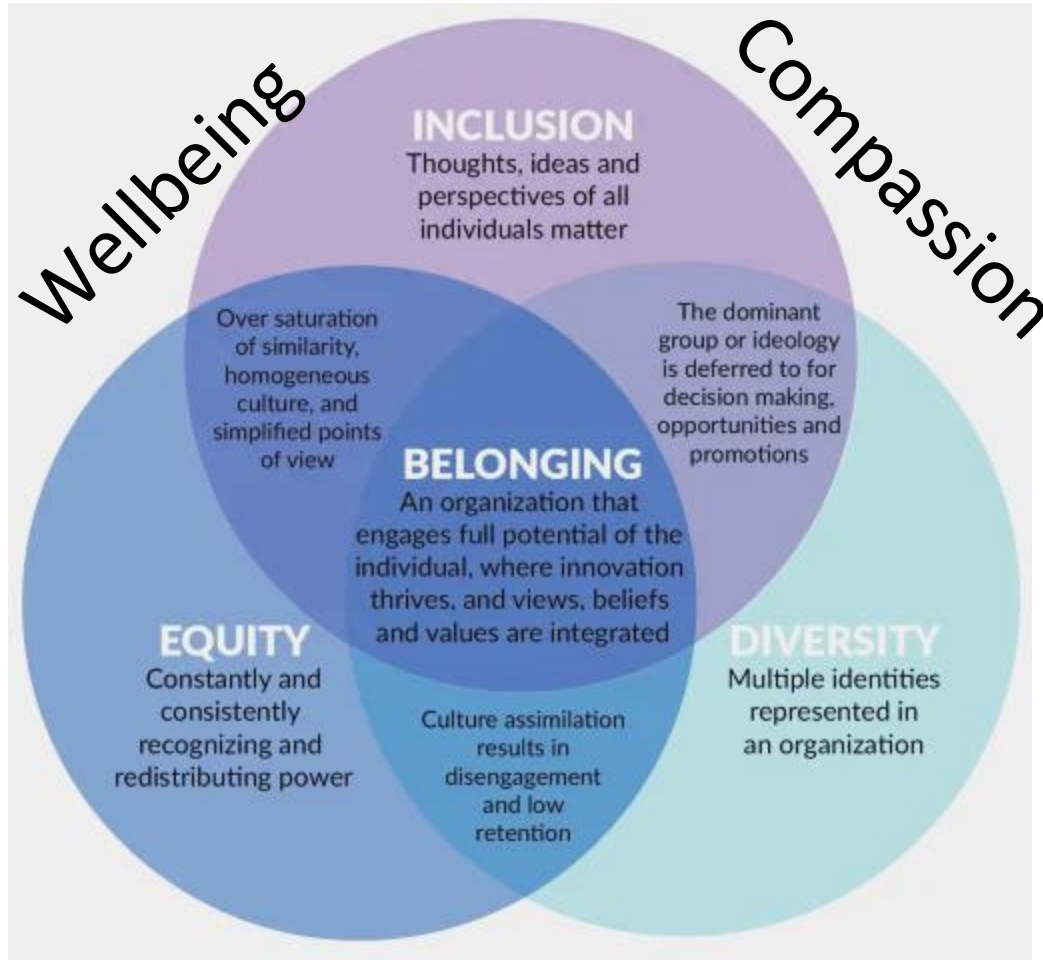 Wellbeing
Compassion
INCLUSION
Thoughts, ideas and
perspectives of all
individuals matter
Over saturation
of similarity,
homogeneous
culture, and
simplified points
of view
The dominant
group or ideology
is deferred to for
decision making,
opportunities and
promotions
BELONGING
An organization that
engages full potential of the
individual, where innovation
thrives, and views, beliefs
and values are integrated
EQUITY
Constantly and
consistently
recognizing and
redistributing power
DIVERSITY
Multiple identities
represented in
an organization
Culture assimilation
results in
disengagement
and low
retention